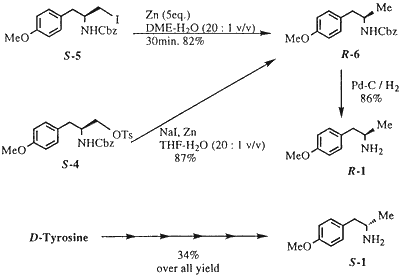 I
NHCbz
MeO
S-5
Zn (5eq.)
DME-H₂O (20 : 1 v/v)
30min. 82%
Me
NHCbz
MeO
R-6
Pd-C / H₂
86%
OTs
NHCbz
MeO
S-4
NaI, Zn
THF-H₂O (20 : 1 v/v)
87%
Me
NH₂
MeO
R-1
D-Tyrosine
34%
over all yield
Me
NH₂
MeO
S-1